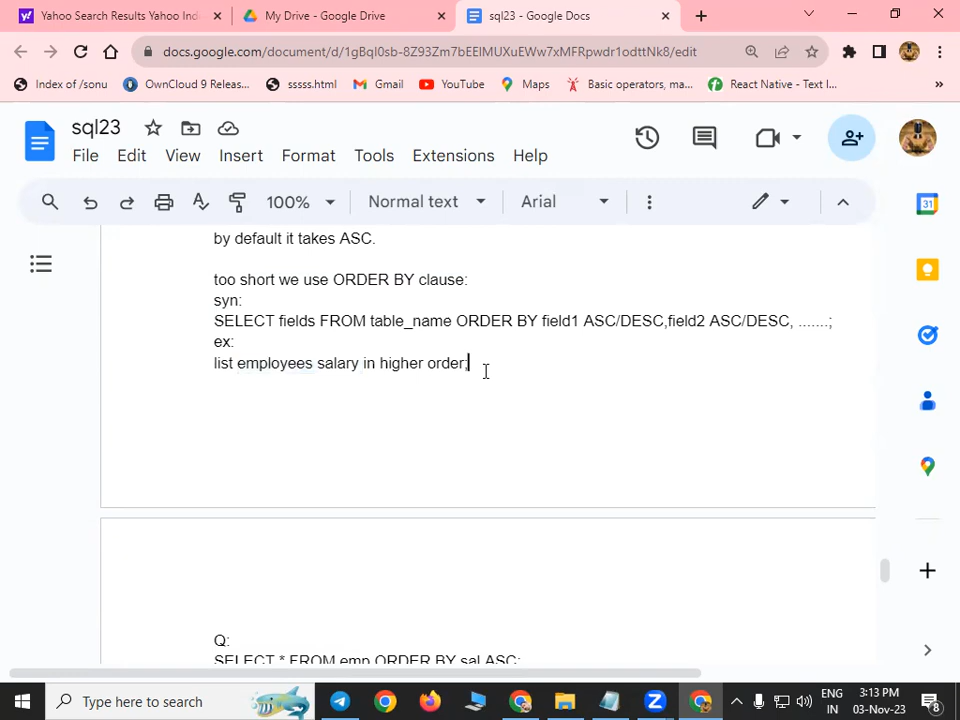 Yahoo Search Results Yahoo Ind
My Drive - Google Drive
sql23 - Google Docs
docs.google.com/document/d/1gBql0sb-8Z93Zm7bEElMUXuEWw7xMFRpwdr1odttNk8/edit
Index of /sonu
OwnCloud 9 Releas...
sssss.html
Gmail
YouTube
Maps
Basic operators, ma...
React Native - Text I...
»
sql23
File Edit View Insert Format Tools Extensions Help
100% Normal text Arial
by default it takes ASC.
too short we use ORDER BY clause:
syn:
SELECT fields FROM table_name ORDER BY field1 ASC/DESC,field2 ASC/DESC, .......;
ex:
list employees salary in higher order;
Q:
SELECT * FROM emp ORDER BY sal ASC;
31
Type here to search
ENG
IN
3:13 PM
03-Nov-23
8